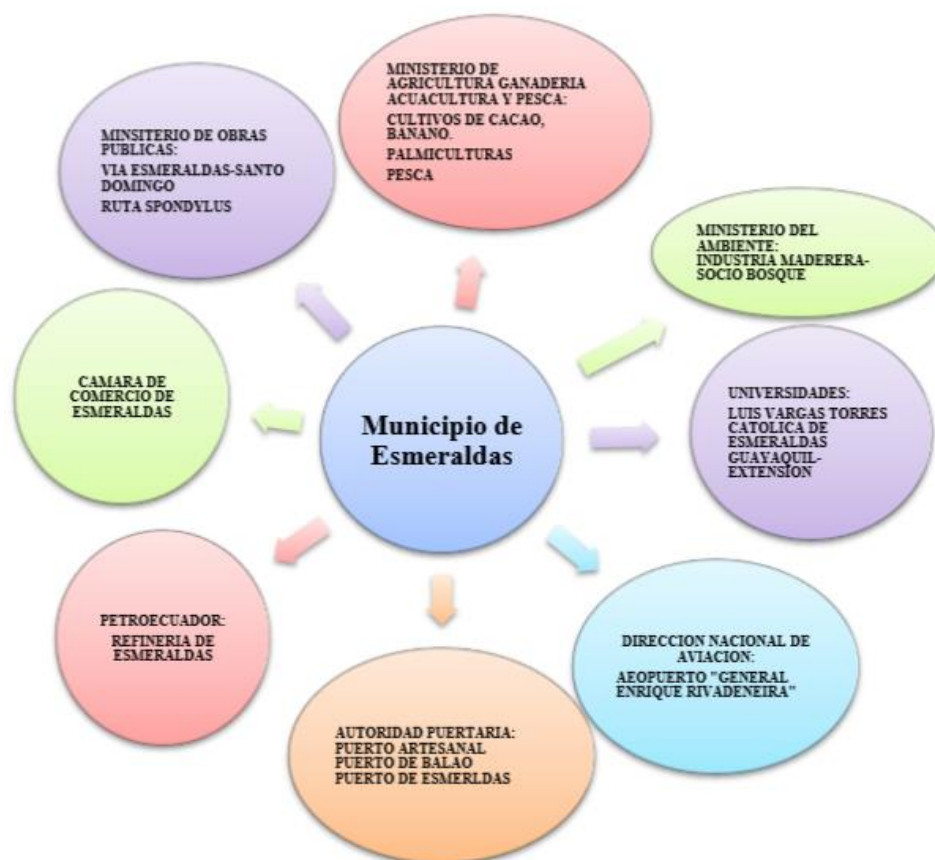 MINISTERIO DE
AGRICULTURA GANADERIA
ACUACULTURA Y PESCA:
CULTIVOS DE CACAO,
BANANO.
PALMICULTURAS
PESCA
MINSITERIO DE OBRAS
PUBLICAS:
VIA ESMERALDAS-SANTO
DOMINGO
RUTA SPONDYLUS
MINISTERIO DEL
AMBIENTE:
INDUSTRIA MADERERA-
SOCIO BOSQUE
CAMARA DE
COMERCIO DE
ESMERALDAS
Municipio de
Esmeraldas
UNIVERSIDADES:
LUIS VARGAS TORRES
CATOLICA DE
ESMERALDAS
GUAYAQUIL-
EXTENSION
PETROECUADOR:
REFINERIA DE
ESMERALDAS
DIRECCION NACIONAL DE
AVIACION:
AEOPUERTO "GENERAL
ENRIQUE RIVADENEIRA"
AUTORIDAD PUERTARIA:
PUERTO ARTESANAL
PUERTO DE BALAO
PUERTO DE ESMERLDAS